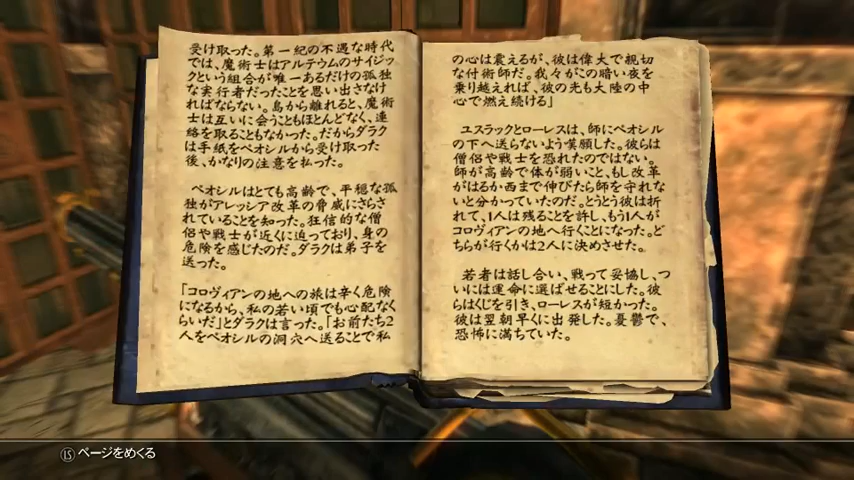 受け取った。第一紀の不遇な時代
では、魔術士はアルテウムのサイジッ
クという組合が唯一あるだけの孤独
な実行者だったことを思い出さなけ
ればならない。島から離れると、魔術
士は互いに会うこともほとんどなく、連
絡を取ることもなかった。だからダラク
は手紙をペオシルから受け取った
後、かなりの注意を払った。
ペオシルはとても高齢で、平穏な孤
独がアレッシア改革の脅威にさらさ
れていることを知った。狂信的な僧
侶や戦士が近くに迫っており、身の
危険を感じたのだ。ダラクは弟子を
送った。
「コロヴィアンの地への旅は辛く危険
になるから、私の若い頃でも心配なく
らいだ」とダラクは言った。「お前たち2
人をペオシルの洞穴へ送ることで私
の心は震えるが、彼は偉大で親切
な付術師だ。我々がこの暗い夜を
乗り越えれば、彼の先も大陸の中
心で燃え続ける」
ユスラックとローレスは、師にペオシル
の下へ送らないよう嘆願した。彼らは
僧侶や戦士を恐れたのではない。
師が高齢で体が弱いこと、もし改革
がはるか西まで伸びたら師を守れな
いと分かっていたのだ。とうとう彼は折
れて、1人は残ることを許し、もう1人が
コロヴィアンの地へ行くことになった。ど
ちらが行くかは2人に決めさせた。
若者は話し合い、戦って妥協し、つ
いには運命に選ばせることにした。彼
らはくじを引き、ローレスが短かった。
彼は翌朝早くに出発した。憂鬱で、
恐怖に満ちていた。
LS ページをめくる